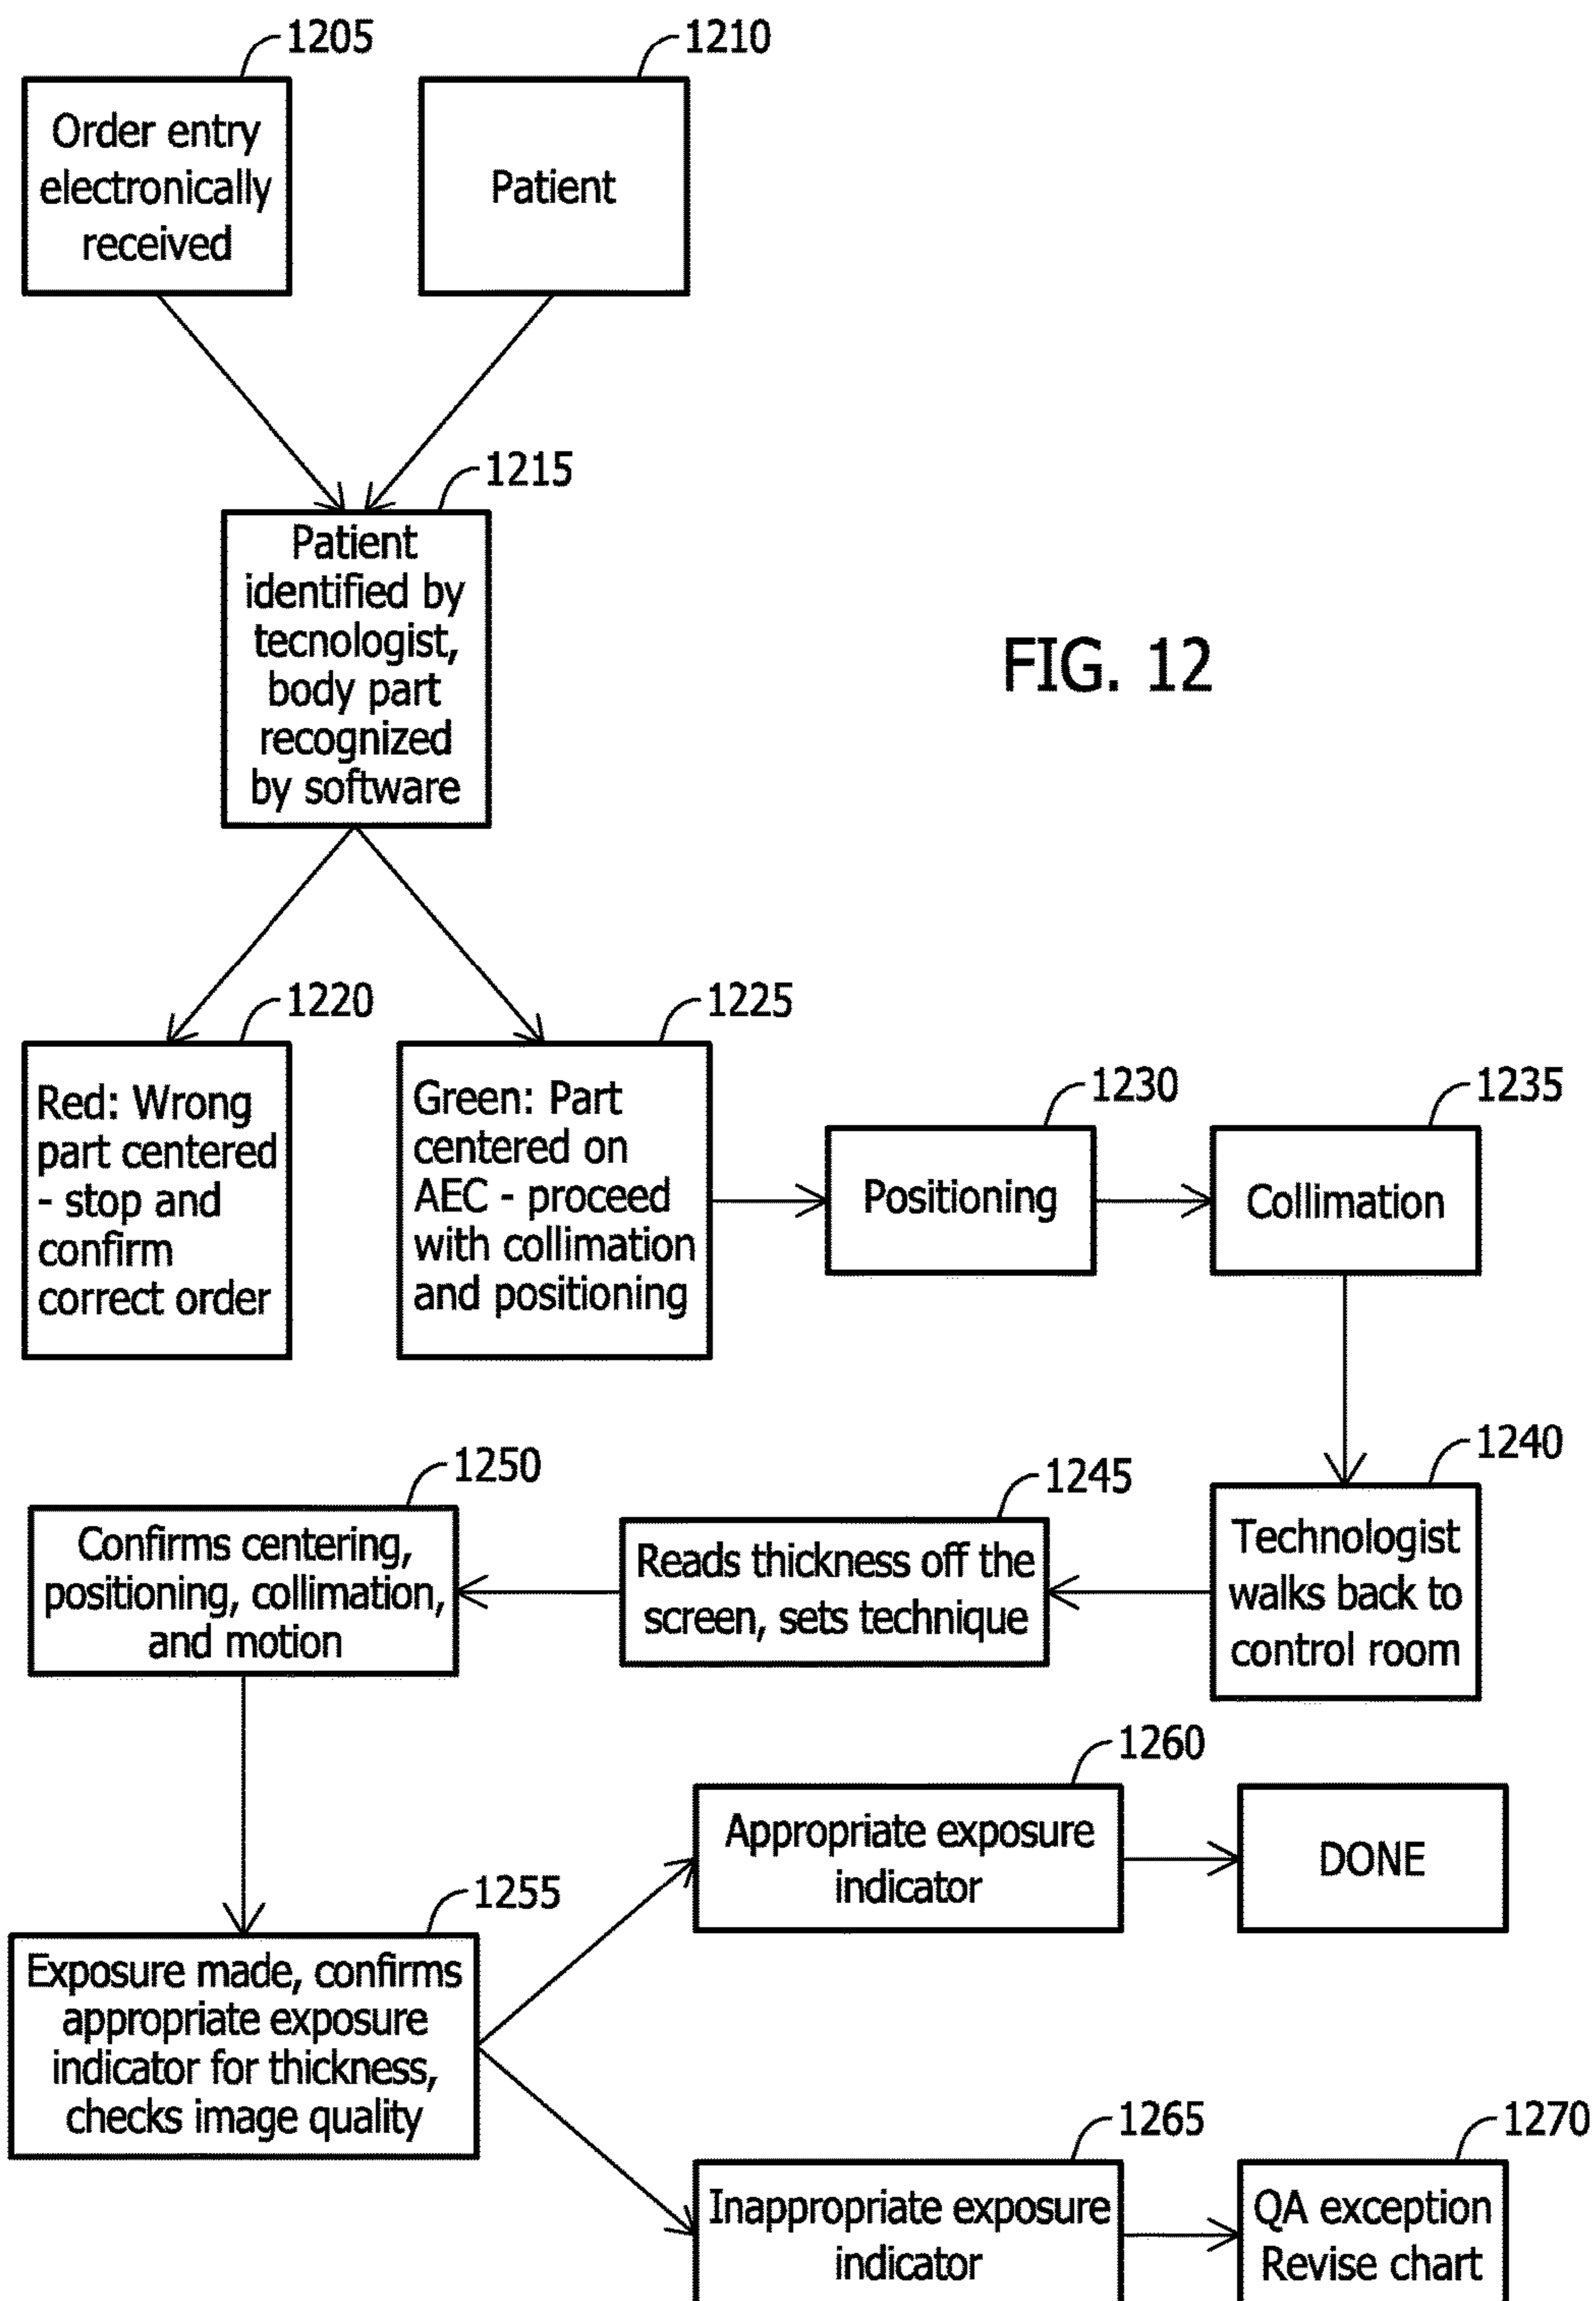 1205
Order entry
electronically
received
1210
Patient
1215
Patient
identified by
tecnologist,
body part
recognized
by software
FIG. 12
1220
Red: Wrong
part centered
- stop and
confirm
correct order
1225
Green: Part
centered on
AEC - proceed
with collimation
and positioning
1230
Positioning
1235
Collimation
1240
Technologist
walks back to
control room
1245
Reads thickness off the
screen, sets technique
1250
Confirms centering,
positioning, collimation,
and motion
1255
Exposure made, confirms
appropriate exposure
indicator for thickness,
checks image quality
1260
Appropriate exposure
indicator
DONE
1265
Inappropriate exposure
indicator
1270
QA exception
Revise chart